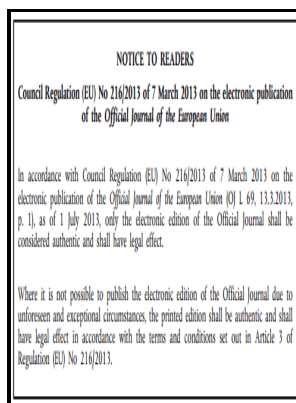 NOTICE TO READERS
Council Regulation (EU) No 216/2013 of 7 March 2013 on the electronic publication
of the Official Journal of the European Union
In accordance with Council Regulation (EU) No 216/2013 of 7 March 2013 on the
electronic publication of the Official Journal of the European Union (OJ L 69, 13.3.2013,
p. 1), as of 1 July 2013, only the electronic edition of the Official Journal shall be
considered authentic and shall have legal effect.
Where it is not possible to publish the electronic edition of the Official Journal due to
unforeseen and exceptional circumstances, the printed edition shall be authentic and shall
have legal effect in accordance with the terms and conditions set out in Article 3 of
Regulation (EU) No 216/2013.